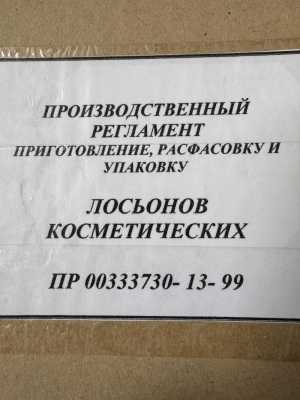 ПРОИЗВОДСТВЕННЫЙ
РЕГЛАМЕНТ
ПРИГОТОВЛЕНИЕ, РАСФАСОВКУ И
УПАКОВКУ
ЛОСЬОНОВ
КОСМЕТИЧЕСКИХ
ПР 00333730- 13- 99